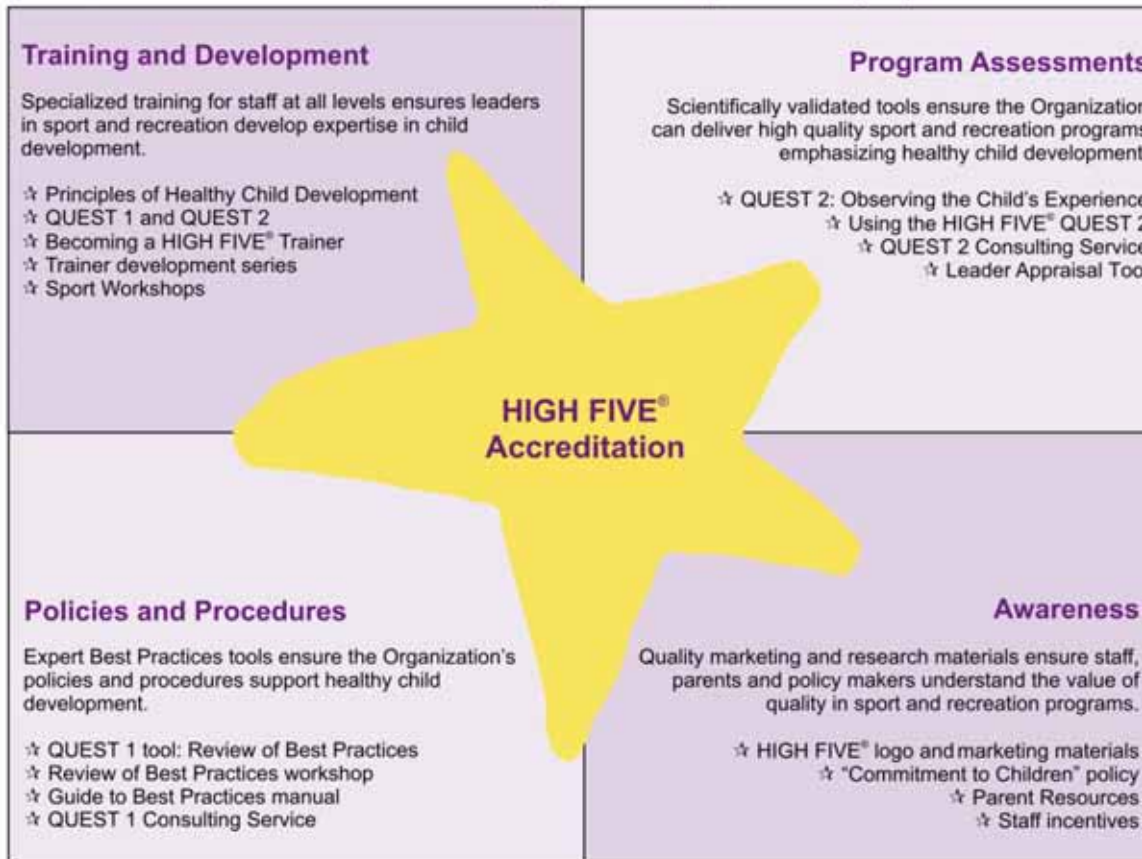 Training and Development
Specialized training for staff at all levels ensures leaders
in sport and recreation develop expertise in child
development.
☆ Principles of Healthy Child Development
☆ QUEST 1 and QUEST 2
☆ Becoming a HIGH FIVE® Trainer
☆ Trainer development series
☆ Sport Workshops
Program Assessments
Scientifically validated tools ensure the Organization
can deliver high quality sport and recreation programs
emphasizing healthy child development
☆ QUEST 2: Observing the Child's Experience
☆ Using the HIGH FIVE® QUEST 2
☆ QUEST 2 Consulting Service
☆ Leader Appraisal Too
HIGH FIVE®
Accreditation
Policies and Procedures
Expert Best Practices tools ensure the Organization's
policies and procedures support healthy child
development.
☆ QUEST 1 tool: Review of Best Practices
☆ Review of Best Practices workshop
☆ Guide to Best Practices manual
☆ QUEST 1 Consulting Service
Awareness
Quality marketing and research materials ensure staff,
parents and policy makers understand the value of
quality in sport and recreation programs.
☆ HIGH FIVE® logo and marketing materials
☆ "Commitment to Children" policy
☆ Parent Resources
☆ Staff incentives